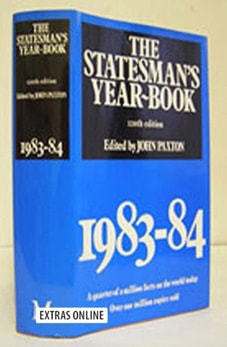 THE
STATESMAN'S
YEAR-BOOK
120th edition
Edited by JOHN PAXTON
1983-84
THE
STATESMAN'S
YEAR-BOOK
120th edition
Edited by JOHN PAXTON
1983-84
A quarter of a million facts on the world today
Over one million copies sold
EXTRAS ONLINE